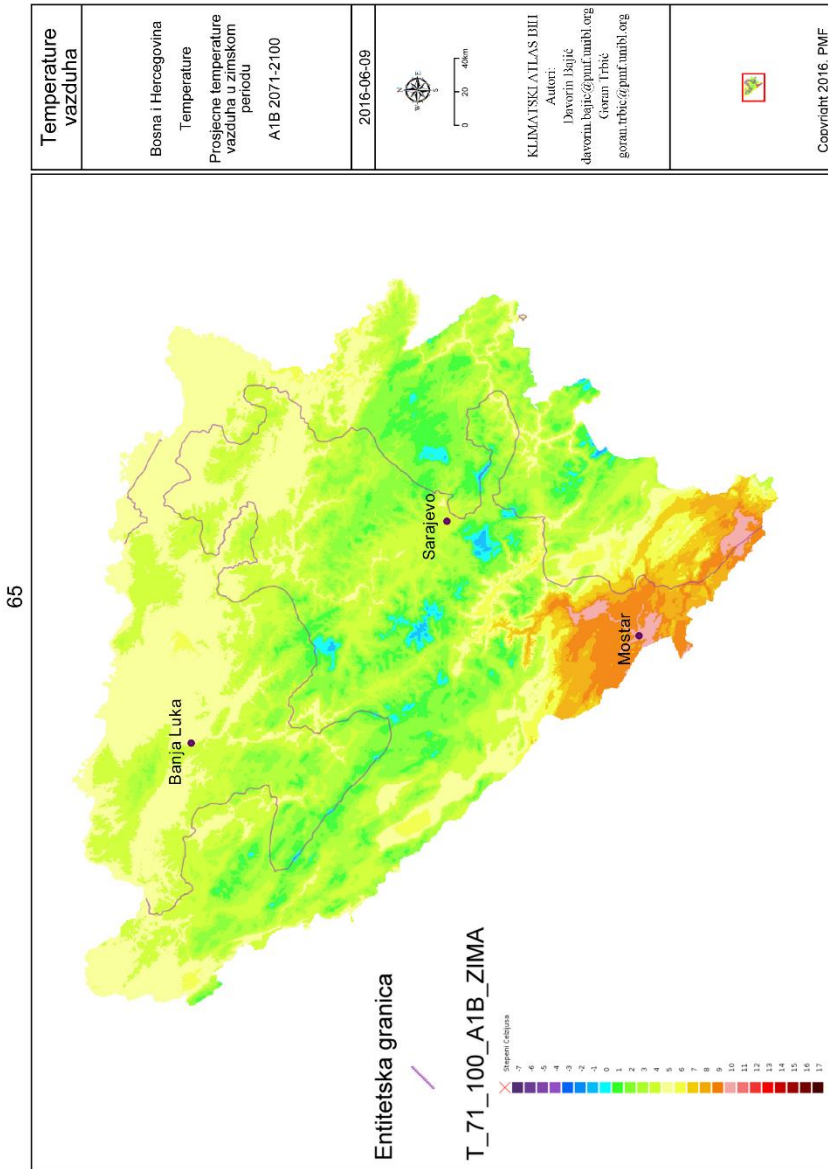 65
Temperature
vazduha
Bosna i Hercegovina
Temperature
Prosjecne temperature
vazduha u zimskom
periodu
A1B 2071-2100
2016-06-09
N
W E
S
0 20 40km
KLIMATSKI ATLAS BIH
Autori:
Davorin Bajić
davorin.bajic@pmf.unibl.org
Goran Trbić
goran.trbic@pmf.unibl.org
Copyright 2016. PMF
Banja Luka
Sarajevo
Mostar
Entitetska granica
T_71_100_A1B_ZIMA
Stepeni Celzijusa
-7
-6
-5
-4
-3
-2
-1
0
1
2
3
4
5
6
7
8
9
10
11
12
13
14
15
16
17